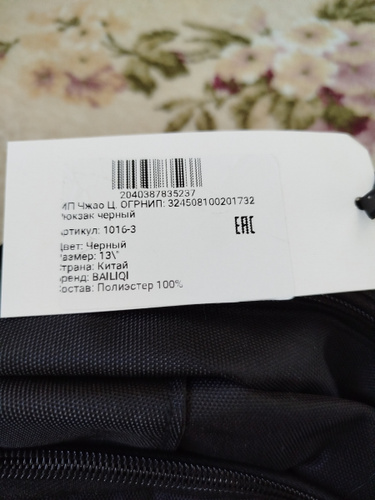 2040387835237
ИП Чжао Ц. ОГРНИП: 324508100201732
рюкзак черный
Артикул: 1016-3
Цвет: Черный
Размер: 13\"
Страна: Китай
Бренд: BAILIQI
Состав: Полиэстер 100%
EAC